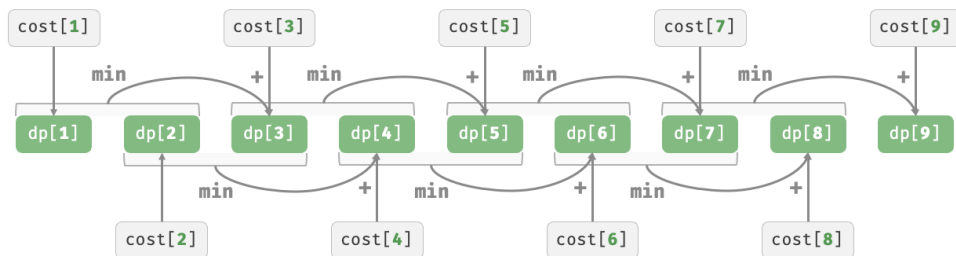 cost[1] cost[3] cost[5] cost[7] cost[9]
min + min + min + min +
dp[1] dp[2] dp[3] dp[4] dp[5] dp[6] dp[7] dp[8] dp[9]
min + min + min +
cost[2] cost[4] cost[6] cost[8]